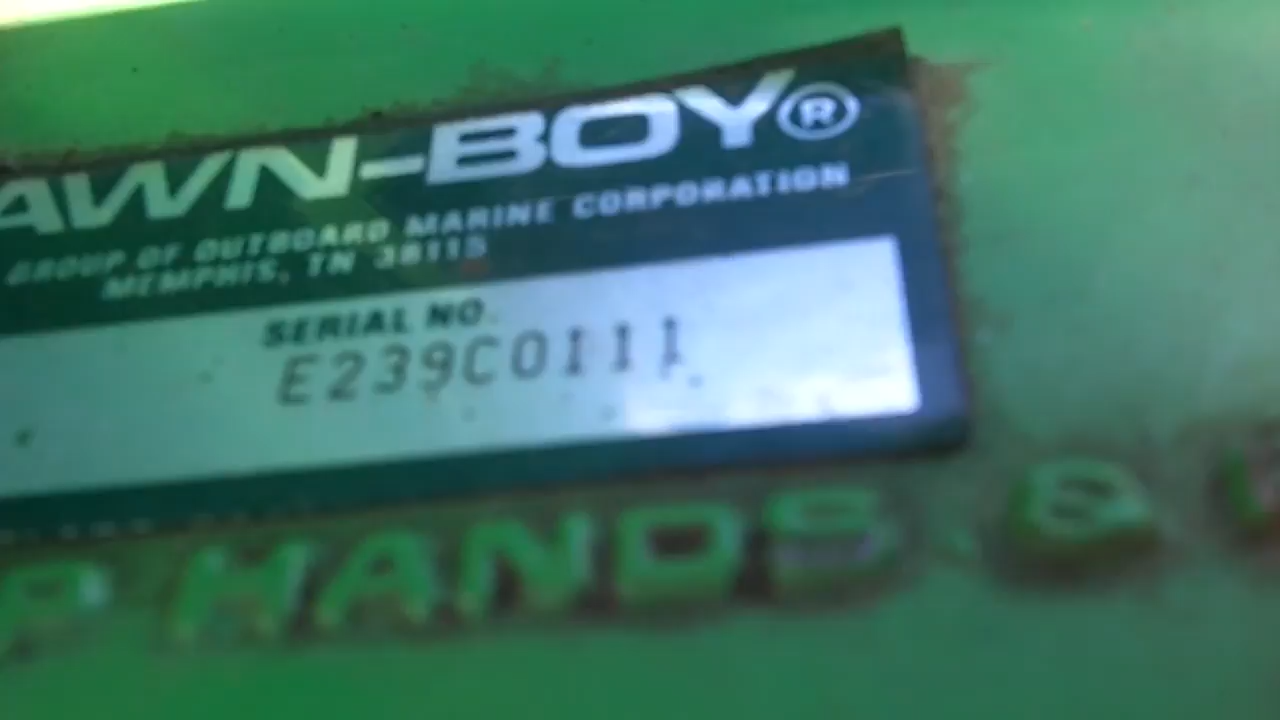 AWN-BOY®
GROUP OF OUTBOARD MARINE CORPORATION
MEMPHIS, TN 38115
SERIAL NO.
E239C0111
P HANDS &